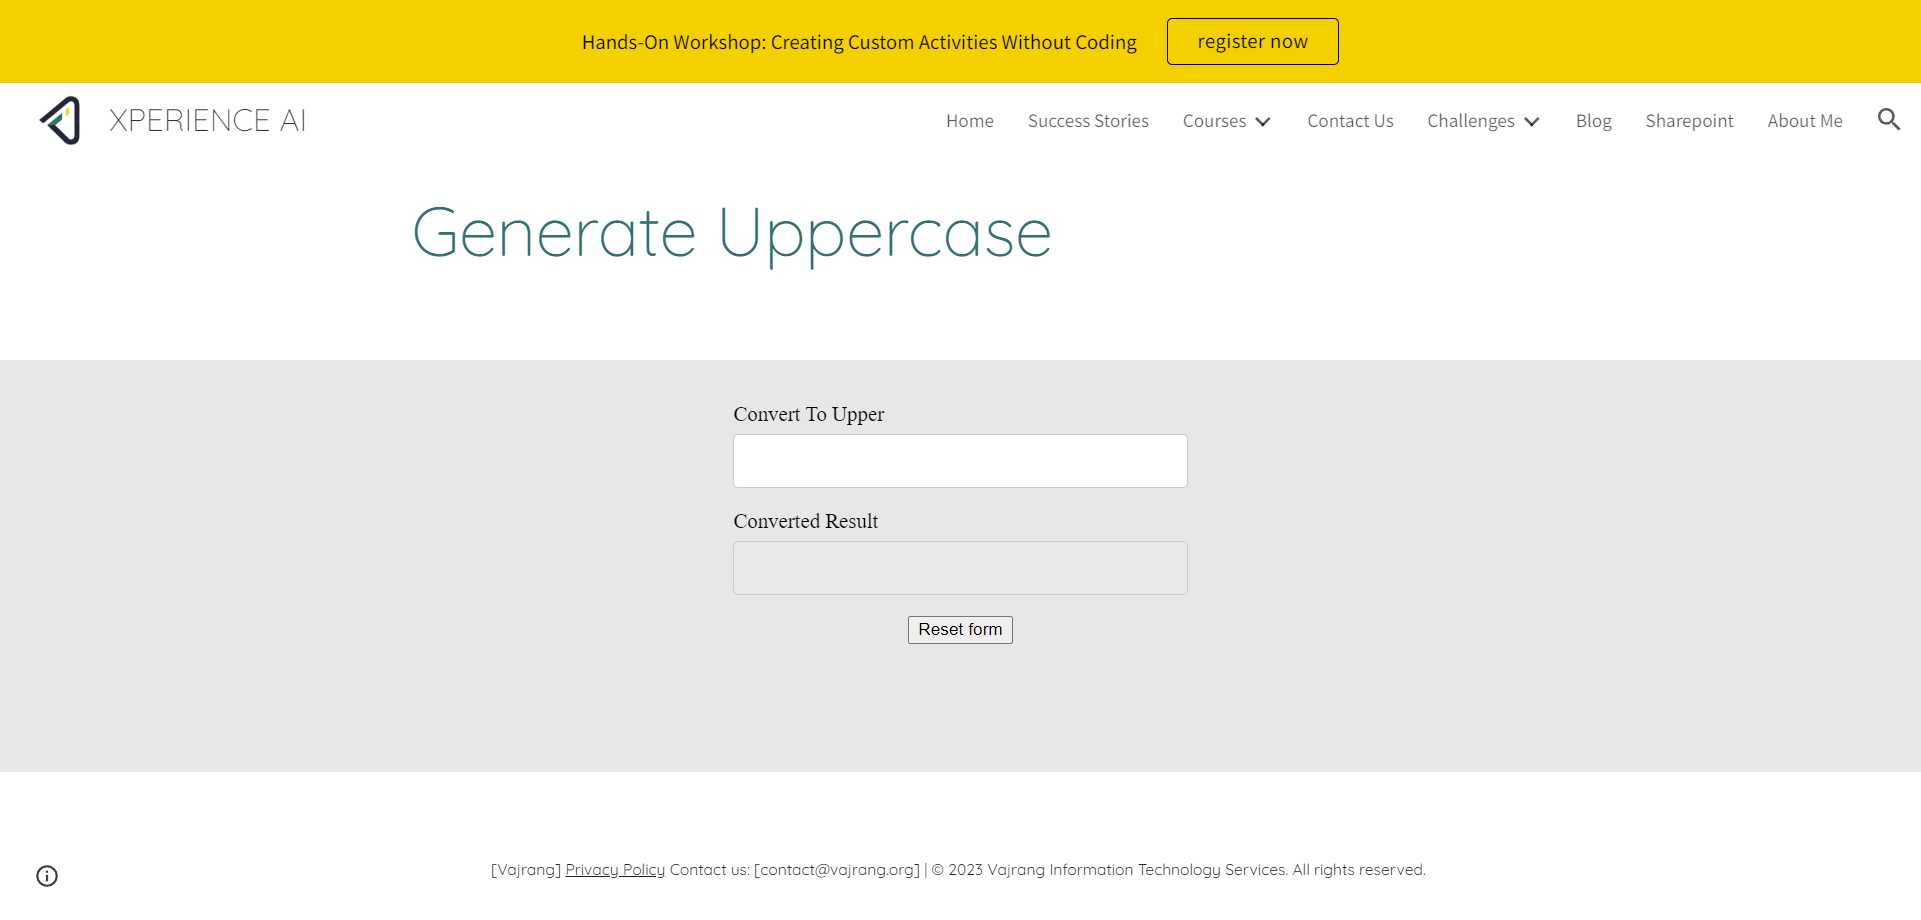 Hands-On Workshop: Creating Custom Activities Without Coding register now
XPERIENCE AI Home Success Stories Courses Contact Us Challenges Blog Sharepoint About Me
Generate Uppercase
Convert To Upper
Converted Result
Reset form
[Vajrang] Privacy Policy Contact us: [contact@vajrang.org] | © 2023 Vajrang Information Technology Services. All rights reserved.